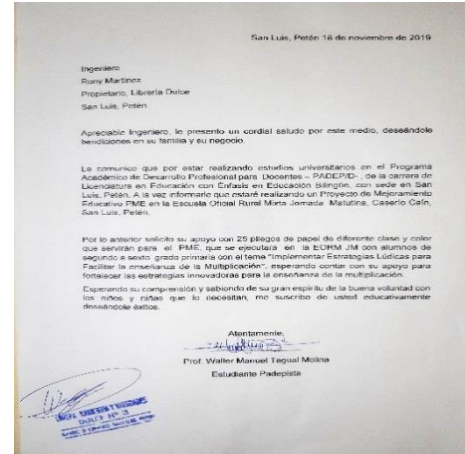 San Luis, Petén 16 de noviembre de 2019
Ingeniero
Runy Martinez
Propietario, Librería Dulce
San Luis, Petén
Apreciable Ingeniero, le presento un cordial saludo por este medio, deseándole
bendiciones en su familia y su negocio.
Le comunico que por estar realizando estudios universitarios en el Programa
Académico de Desarrollo Profesional para Docentes – PADEP/D- , de la carrera de
Licenciatura en Educación con Énfasis en Educación Bilingüe, con sede en San
Luis, Petén. A la vez informarle que estaré realizando un Proyecto de Mejoramiento
Educativo PME en la Escuela Oficial Rural Mixta Jornada Matutina, Caserío Caín,
San Luis, Petén.
Por lo anterior solicito su apoyo con 25 pliegos de papel de diferente clase y color
que servirán para el PME, que se ejecutara en la EORM JM con alumnos de
segundo a sexto grado primaria con el tema "Implementar Estrategias Lúdicas para
Facilitar la enseñanza de la Multiplicación", esperando contar con su apoyo para
fortalecer las estrategias innovadoras para la enseñanza de la multiplicación.
Esperando su comprensión y sabiendo de su gran espíritu de la buena voluntad con
los niños y niñas que lo necesitan, me suscribo de usted educativamente
deseándole éxitos.
Atentamente,
Prof. Walter Manuel Tegual Molina
Estudiante Padepista
DULCE Nº 3